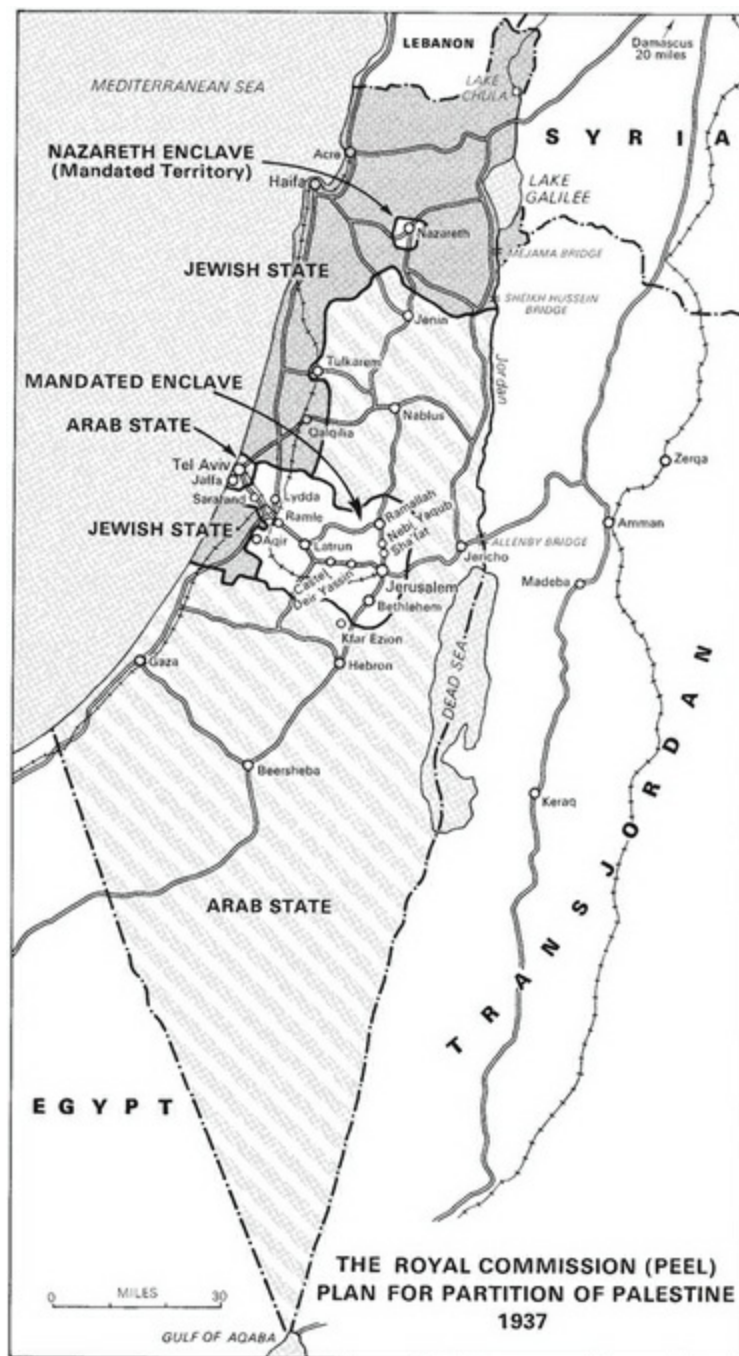 LEBANON
Damascus
20 miles
MEDITERRANEAN SEA
LAKE
CHULA
SYRIA
NAZARETH ENCLAVE
(Mandated Territory)
Acre
Haifa
LAKE
GALILEE
Nazareth
MEJAMA BRIDGE
JEWISH STATE
SHEIKH HUSSEIN
BRIDGE
Jenin
Tulkarem
Jordan
MANDATED ENCLAVE
Nablus
ARAB STATE
Qalqilia
Tel Aviv
Jaffa
Zerqa
Sarafand
Lydda
Ramle
Ramallah
Nebi Yaqub
Sha'fat
Amman
JEWISH STATE
Aqir
Latrun
ALLENBY BRIDGE
Jericho
Castel
Deir Yassin
Jerusalem
Madeba
Bethlehem
Kfar Ezion
Gaza
Hebron
DEAD SEA
Beersheba
Keraq
TRANSJORDAN
ARAB STATE
EGYPT
THE ROYAL COMMISSION (PEEL)
PLAN FOR PARTITION OF PALESTINE
1937
0 MILES 30
GULF OF AQABA